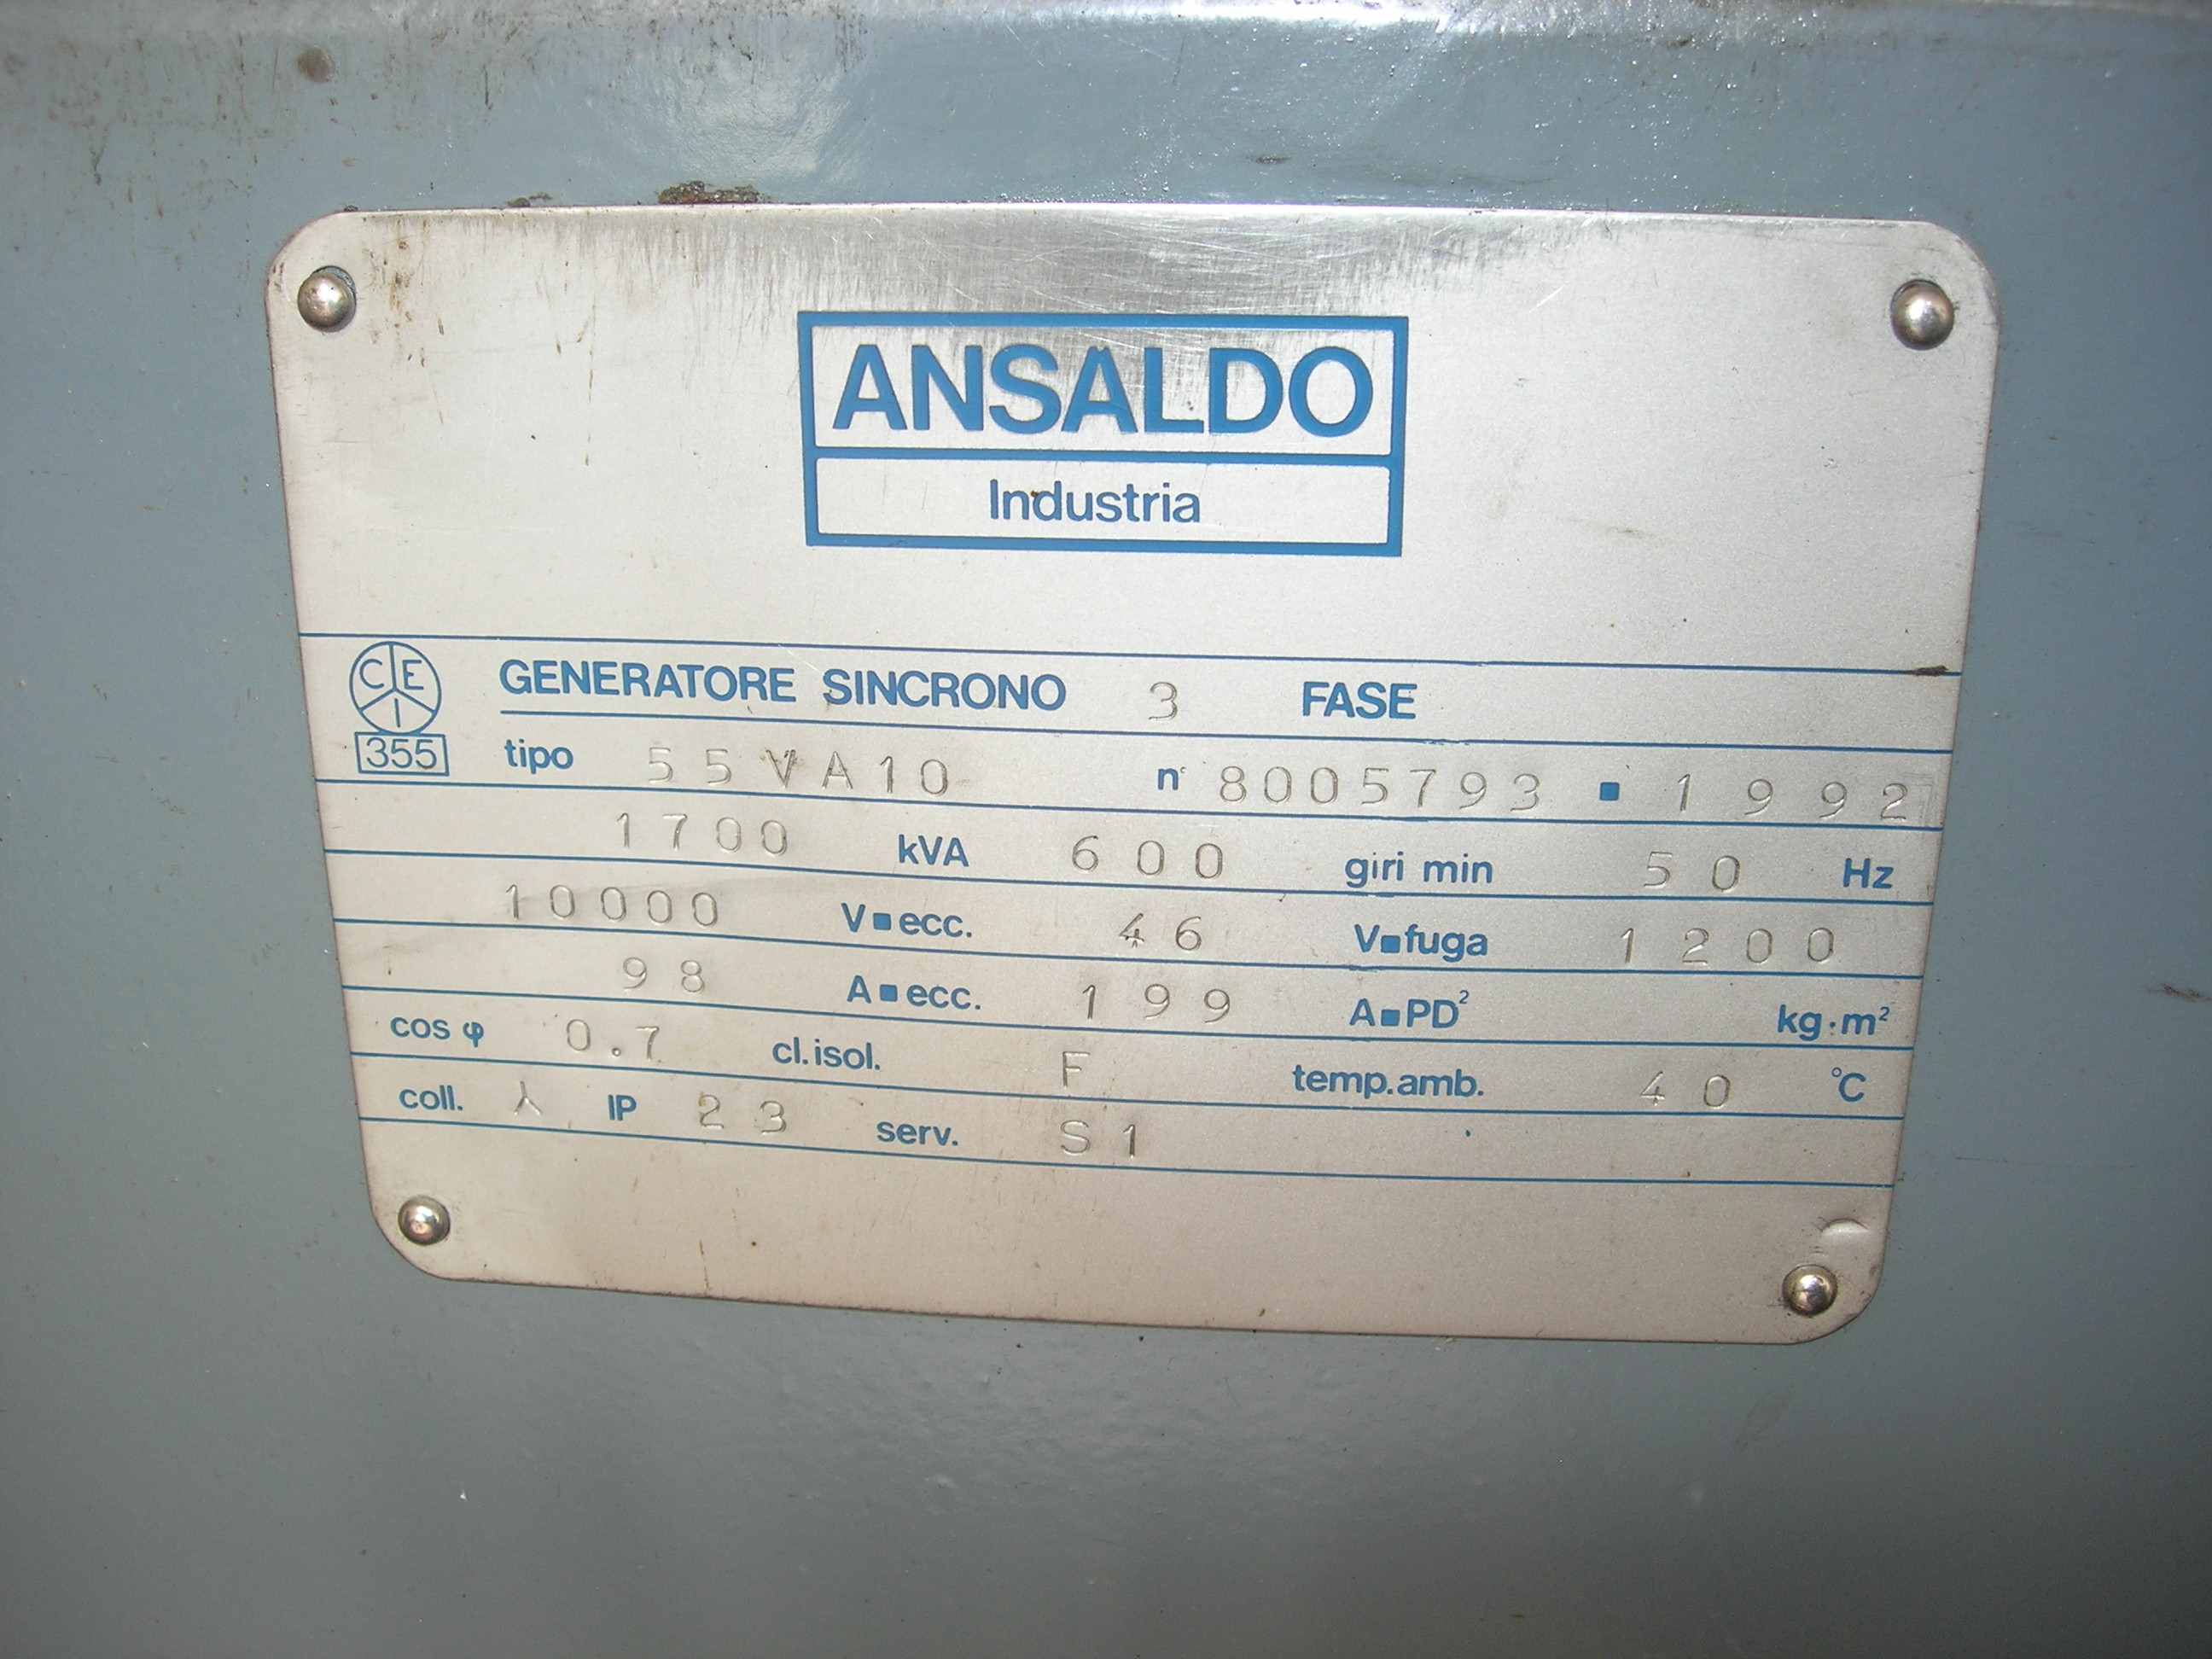 ANSALDO
Industria
CEI
355
GENERATORE SINCRONO 3 FASE
tipo 55VA10 n° 8005793 ▪ 1992
1700 kVA 600 giri min 50 Hz
10000 V▪ecc. 46 V▪fuga 1200
98 A▪ecc. 199 A▪PD² kg·m²
cos φ 0.7 cl.isol. F temp.amb. 40 °C
coll. ⅄ IP 23 serv. S1